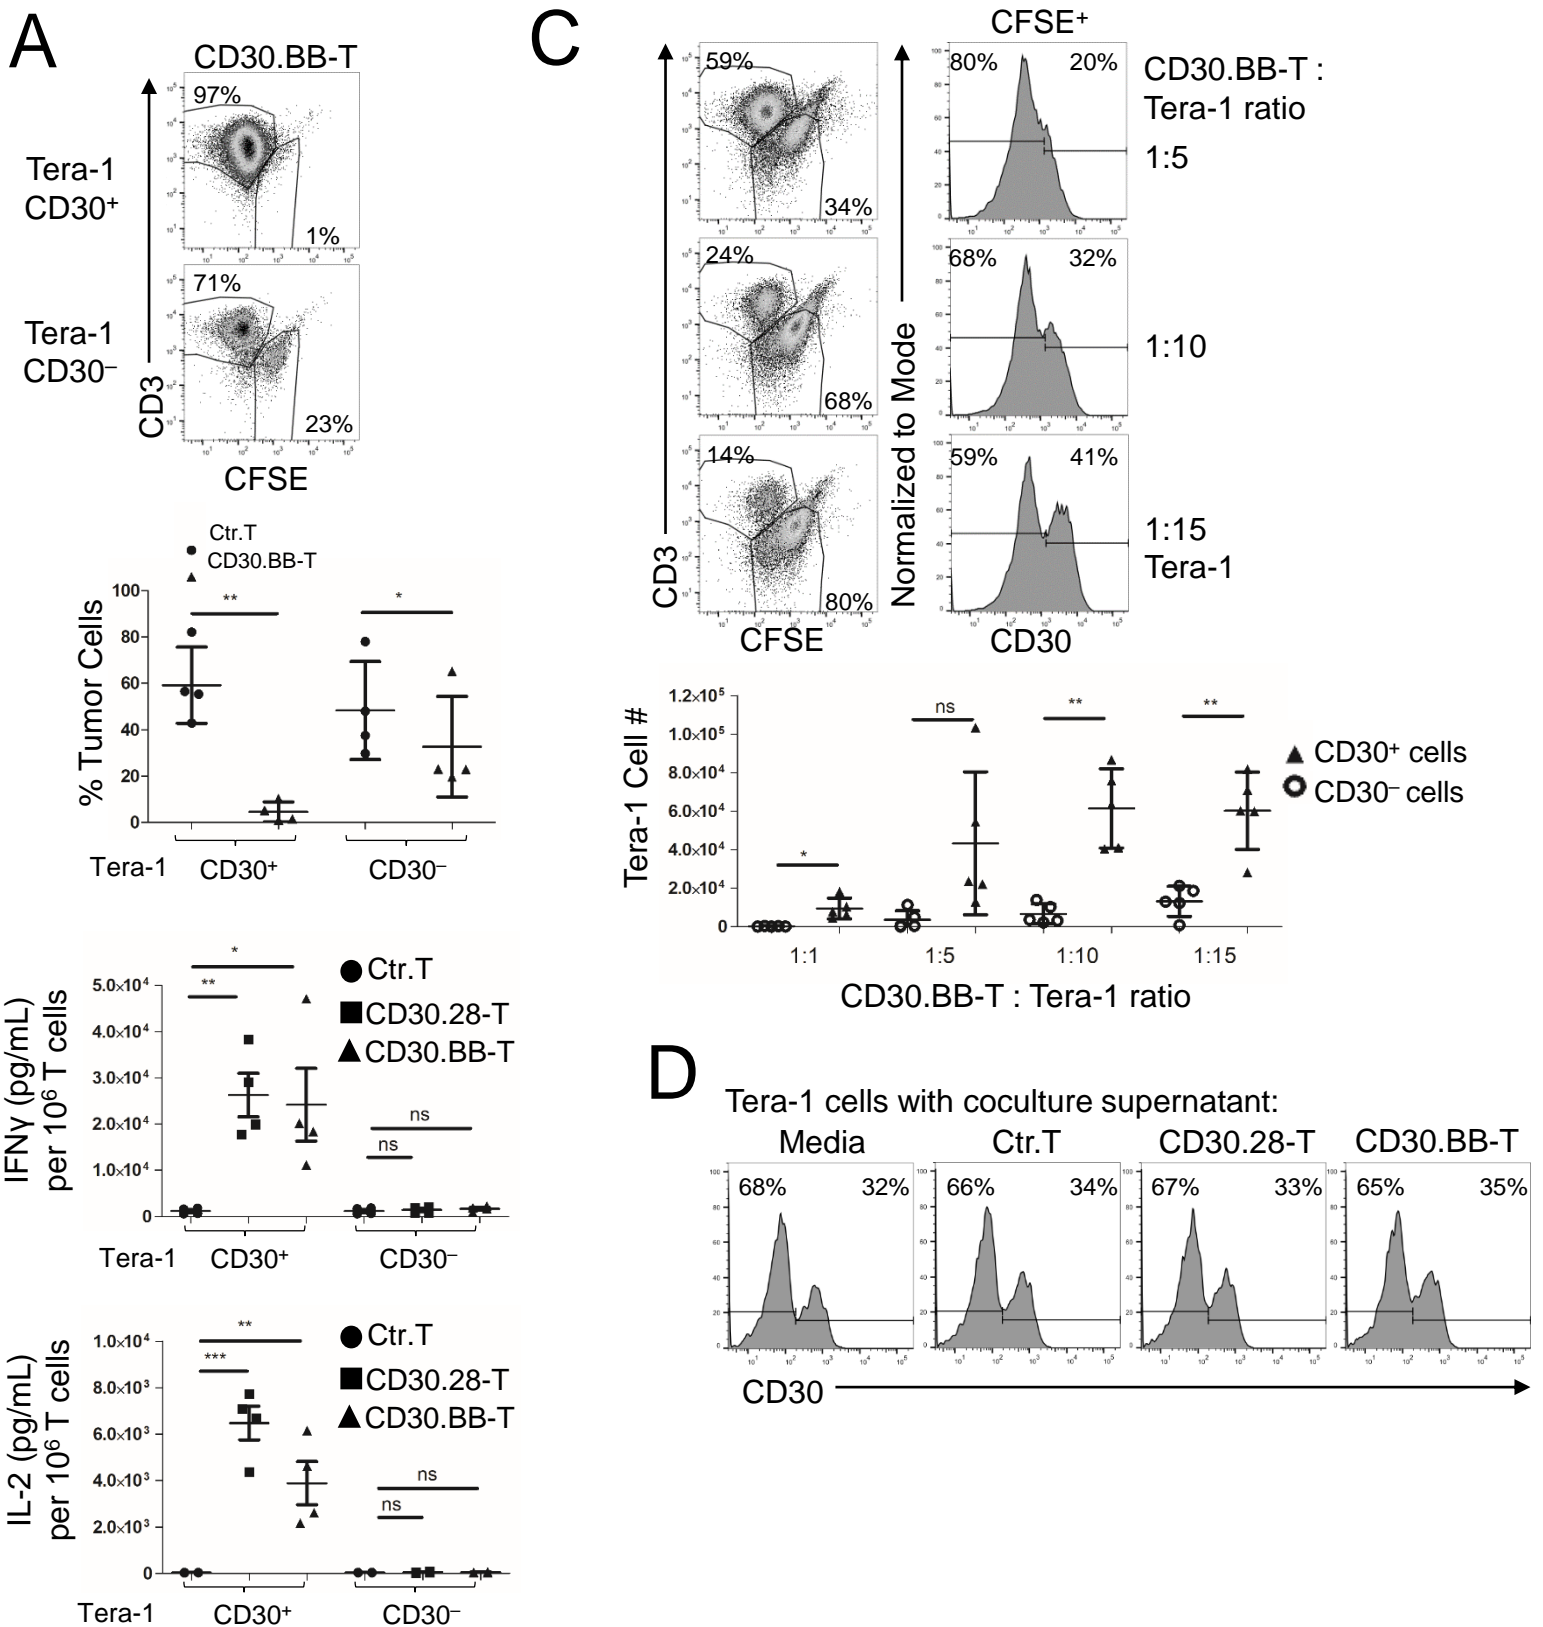 A
CD30.BB-T
97%
1%
Tera-1
CD30⁺
71%
23%
Tera-1
CD30⁻
CD3
CFSE
Ctr.T
CD30.BB-T
% Tumor Cells
100
80
60
40
20
0
**
*
Tera-1
CD30⁺
CD30⁻
IFNγ (pg/mL)
per 10⁶ T cells
5.0×10⁴
4.0×10⁴
3.0×10⁴
2.0×10⁴
1.0×10⁴
0
*
**
ns
ns
Ctr.T
CD30.28-T
CD30.BB-T
Tera-1
CD30⁺
CD30⁻
IL-2 (pg/mL)
per 10⁶ T cells
1.0×10⁴
8.0×10³
6.0×10³
4.0×10³
2.0×10³
0
**
***
ns
ns
Ctr.T
CD30.28-T
CD30.BB-T
Tera-1
CD30⁺
CD30⁻
C
CFSE⁺
59%
34%
80% 20%
CD30.BB-T :
Tera-1 ratio
1:5
24%
68%
68% 32%
1:10
14%
80%
59% 41%
1:15
Tera-1
CD3
CFSE
Normalized to Mode
CD30
Tera-1 Cell #
1.2×10⁵
1.0×10⁵
8.0×10⁴
6.0×10⁴
4.0×10⁴
2.0×10⁴
0
*
ns
**
**
CD30⁺ cells
CD30⁻ cells
1:1 1:5 1:10 1:15
CD30.BB-T : Tera-1 ratio
D
Tera-1 cells with coculture supernatant:
Media Ctr.T CD30.28-T CD30.BB-T
68% 32% 66% 34% 67% 33% 65% 35%
CD30